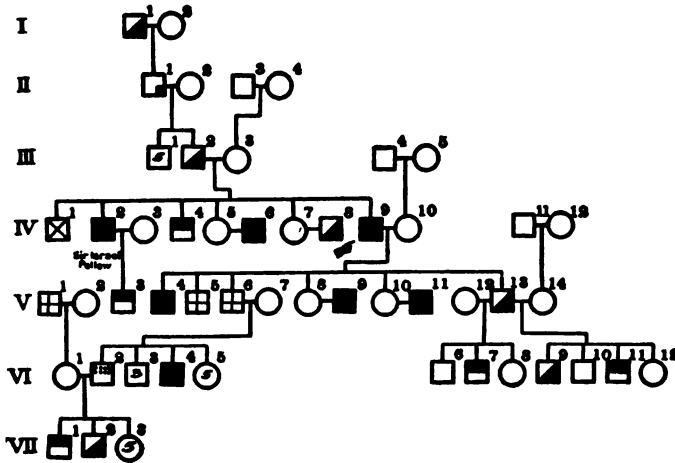 I 1 2
II 1 2 3 4
III S 1 2 3 4 5
IV 1 2 3 4 5 6 7 8 9 10 11 12
Sir Israel
Pellew
V 1 2 3 4 5 6 7 8 9 10 11 12 13 14
VI 1 2 3 4 5 6 7 8 9 10 11 12
D S
VII 1 2 3
S